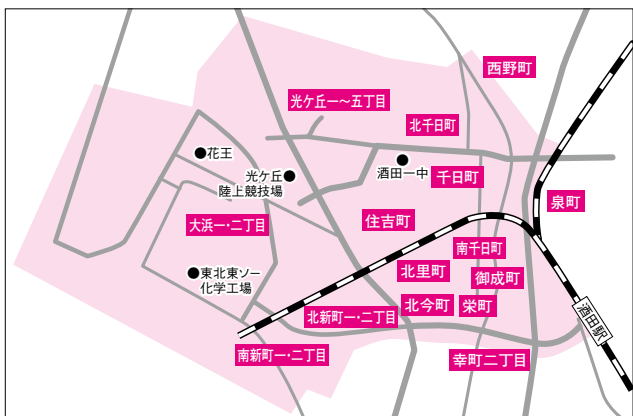 西野町
光ケ丘一〜五丁目
北千日町
●花王
光ケ丘●
陸上競技場
●
酒田一中
千日町
泉町
大浜一・二丁目
住吉町
南千日町
●東北東ソー
化学工場
北里町
御成町
北新町一・二丁目
北今町
栄町
酒田駅
南新町一・二丁目
幸町二丁目